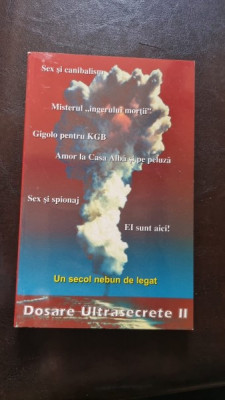 Sex și canibalism
Misterul „îngerului morții”
Gigolo pentru KGB
Amor la Casa Albă și pe peluză
Sex și spionaj
EI sunt aici!
Un secol nebun de legat
Dosare Ultrasecrete II